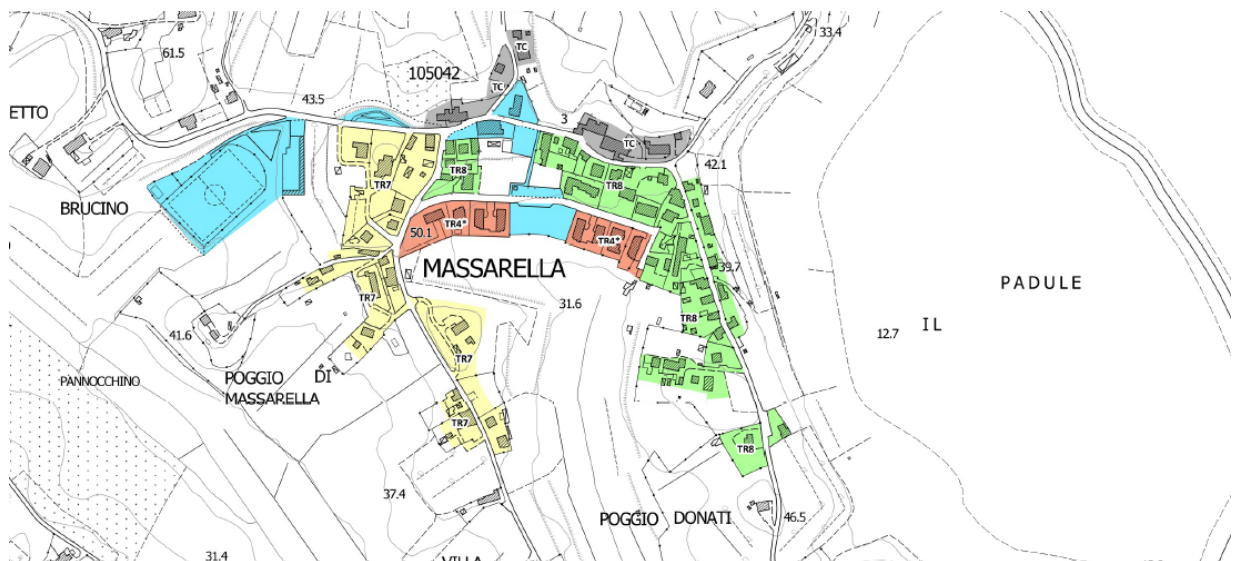 33.4
TC
61.5
105042
TC
43.5
3
ETTO
TC
42.1
TR8
TR7
TR8
BRUCINO
TR4*
50.1
TR4*
MASSARELLA
39.7
PADULE
TR7
31.6
IL
TR8
12.7
41.6
TR7
POGGIO DI
MASSARELLA
PANNOCCHINO
TR7
TR8
37.4
POGGIO DONATI
46.5
31.4
VILLA